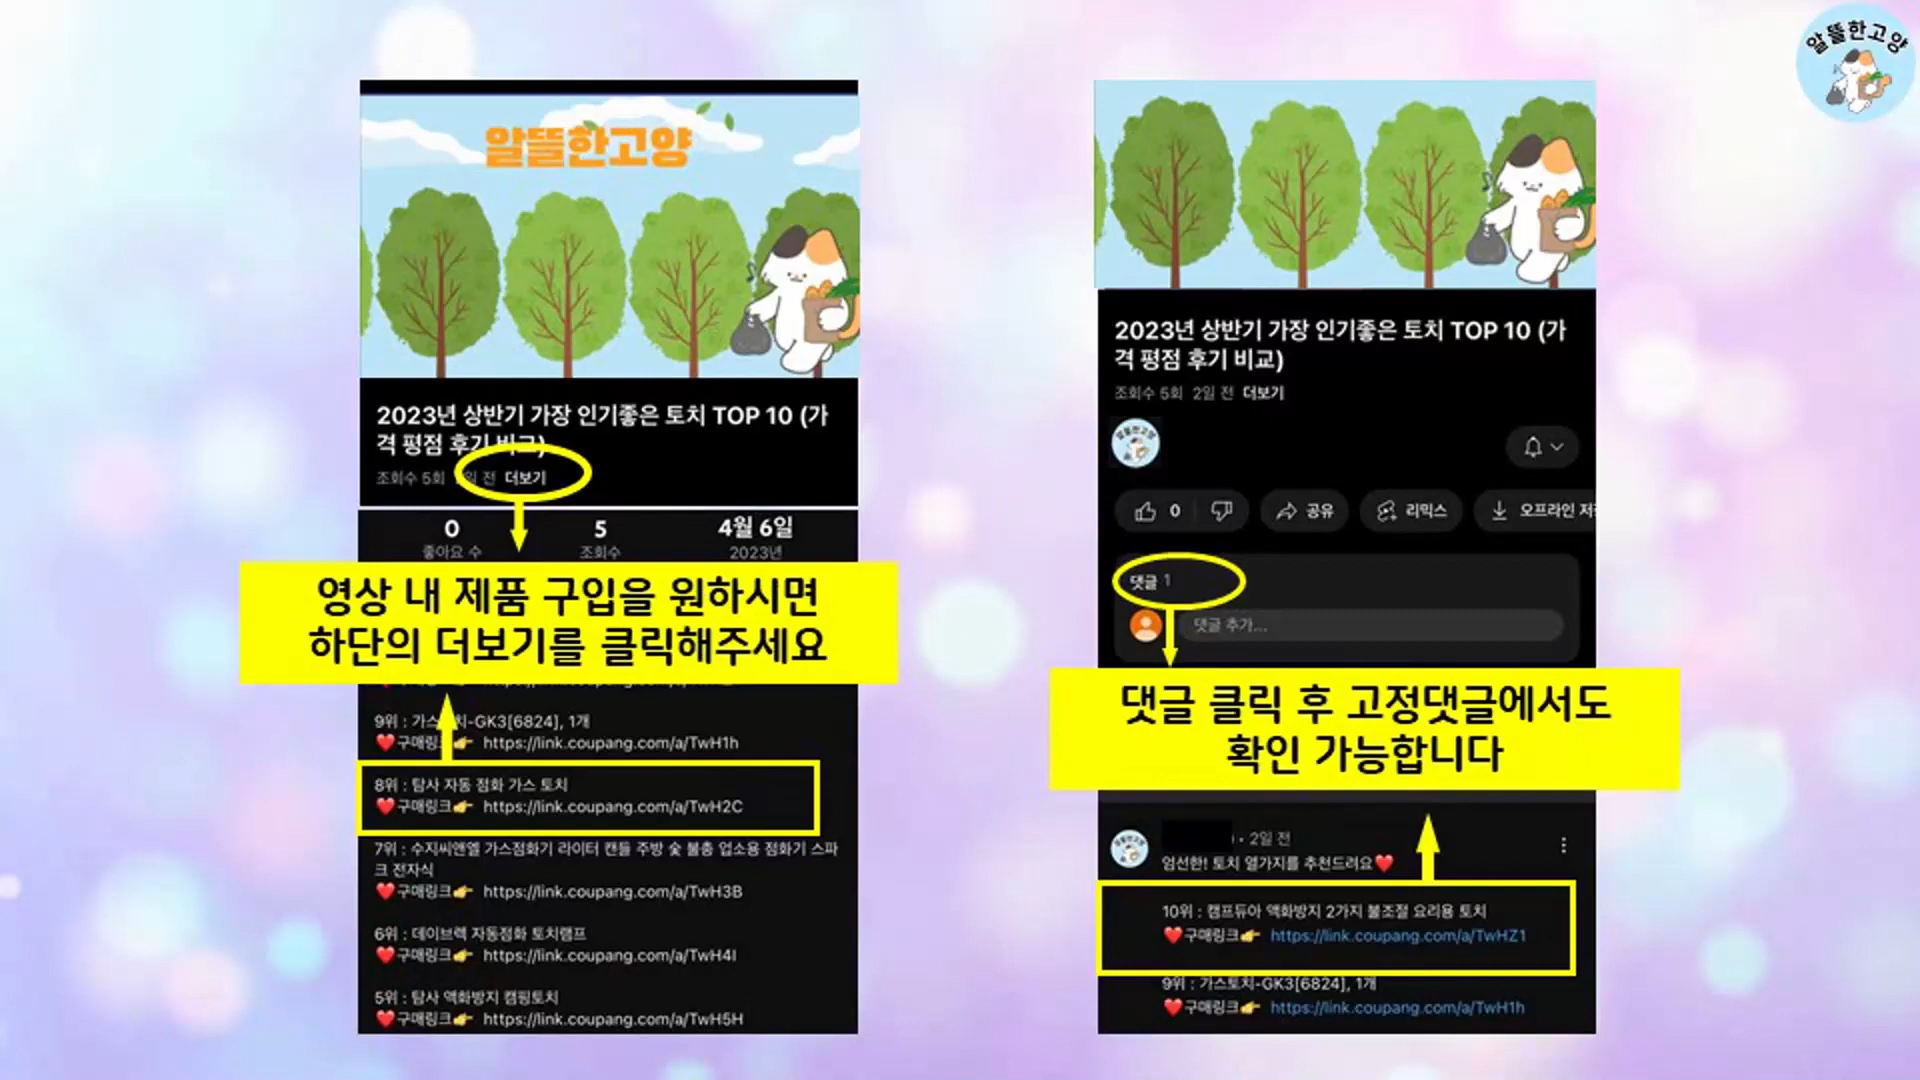 알뜰한고양
알뜰한고양
2023년 상반기 가장 인기좋은 토치 TOP 10 (가
격 평점 후기 비교)
조회수 5회 일 전 더보기
0 5 4월 6일
좋아요 수 조회수 2023년
영상 내 제품 구입을 원하시면
하단의 더보기를 클릭해주세요
9위 : 가스토치-GK3[6824], 1개
❤️구매링크👉 https://link.coupang.com/a/TwH1h
8위 : 탐사 자동 점화 가스 토치
❤️구매링크👉 https://link.coupang.com/a/TwH2C
7위 : 수지씨앤엘 가스점화기 라이터 캔들 주방 숯 불총 업소용 점화기 스파
크 전자식
❤️구매링크👉 https://link.coupang.com/a/TwH3B
6위 : 데이브렉 자동점화 토치램프
❤️구매링크👉 https://link.coupang.com/a/TwH4I
5위 : 탐사 액화방지 캠핑토치
❤️구매링크👉 https://link.coupang.com/a/TwH5H
2023년 상반기 가장 인기좋은 토치 TOP 10 (가
격 평점 후기 비교)
조회수 5회 2일 전 더보기
알뜰한고양
0 공유 리믹스 오프라인 저
댓글 1
댓글 추가...
댓글 클릭 후 고정댓글에서도
확인 가능합니다
알뜰한고양
• 2일 전
엄선한! 토치 열가지를 추천드려요❤️
10위 : 캠프듀아 액화방지 2가지 불조절 요리용 토치
❤️구매링크👉 https://link.coupang.com/a/TwHZ1
9위 : 가스토치-GK3[6824], 1개
❤️구매링크👉 https://link.coupang.com/a/TwH1h